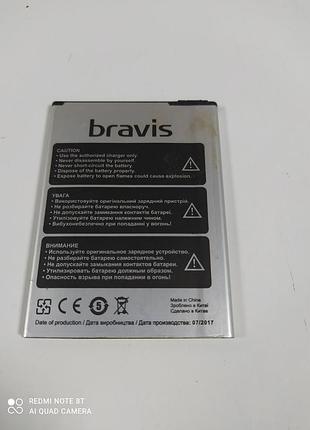 bravis
CAUTION
• Use the authorized charger only.
• Never disassemble by yourself.
• Never short-circuit the battery.
• Dispose of the battery properly.
• Expose battery to open flames could cause explosion.
УВАГА
• Використовуйте оригінальний зарядний пристрій.
• Не розбирайте батарею власноруч.
• Не допускайте замикання контактів батареї.
• Утилізовуйте батарею належним чином.
• Вибухонебезпечно при попаданні у вогонь!
ВНИМАНИЕ
• Используйте оригинальное зарядное устройство.
• Не разбирайте батарею самостоятельно.
• Не допускайте замыкания контактов батареи.
• Утилизировать батарею должным образом.
• Опасность взрыва при попадании в огонь!
CE
5
Made in China
Зроблено в Китаї
Сделано в Китае
Date of production / Дата виробництва / Дата производства: 07/2017
REDMI NOTE 8T
AI QUAD CAMERA